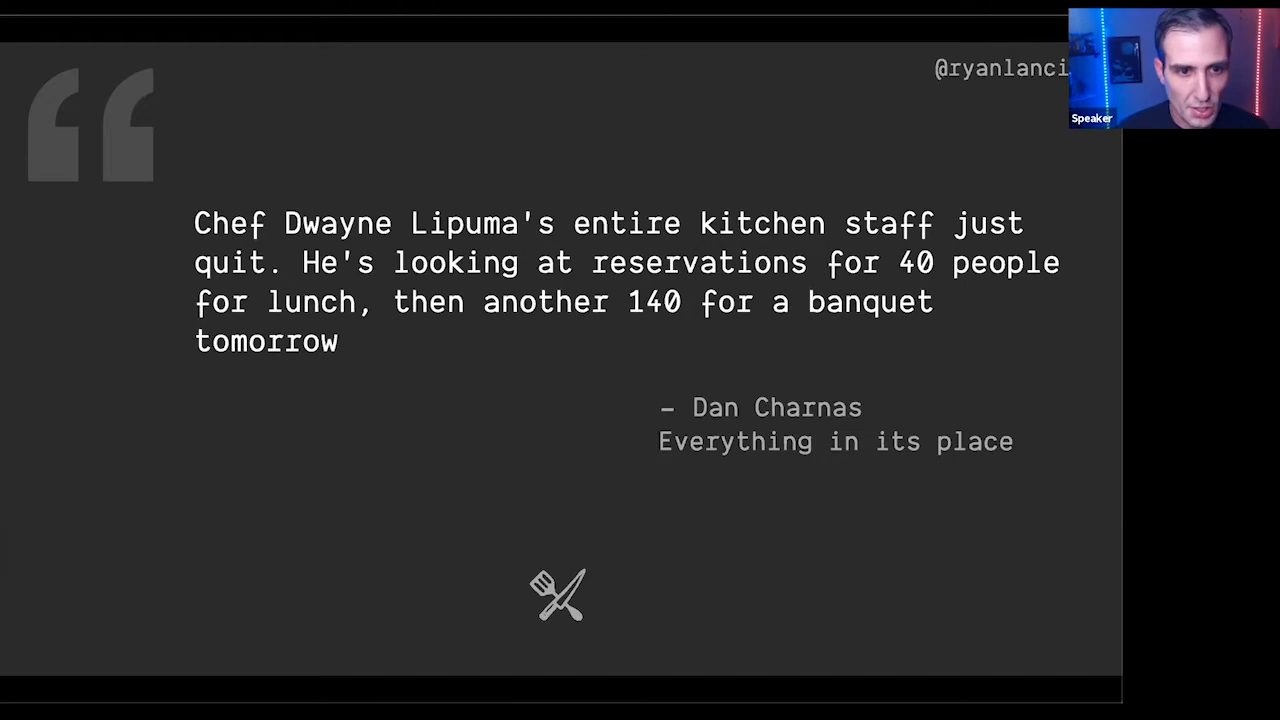 @ryanlanci
Speaker
Chef Dwayne Lipuma's entire kitchen staff just
quit. He's looking at reservations for 40 people
for lunch, then another 140 for a banquet
tomorrow
– Dan Charnas
Everything in its place